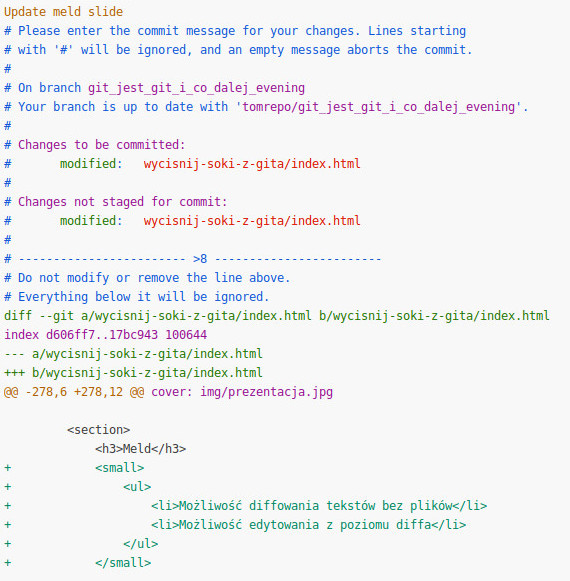 Update meld slide
# Please enter the commit message for your changes. Lines starting
# with '#' will be ignored, and an empty message aborts the commit.
#
# On branch git_jest_git_i_co_dalej_evening
# Your branch is up to date with 'tomrepo/git_jest_git_i_co_dalej_evening'.
#
# Changes to be committed:
#       modified:   wycisnij-soki-z-gita/index.html
#
# Changes not staged for commit:
#       modified:   wycisnij-soki-z-gita/index.html
#
# ------------------------ >8 ------------------------
# Do not modify or remove the line above.
# Everything below it will be ignored.
diff --git a/wycisnij-soki-z-gita/index.html b/wycisnij-soki-z-gita/index.html
index d606ff7..17bc943 100644
--- a/wycisnij-soki-z-gita/index.html
+++ b/wycisnij-soki-z-gita/index.html
@@ -278,6 +278,12 @@ cover: img/prezentacja.jpg
         <section>
             <h3>Meld</h3>
+            <small>
+                <ul>
+                    <li>Możliwość diffowania tekstów bez plików</li>
+                    <li>Możliwość edytowania z poziomu diffa</li>
+                </ul>
+            </small>